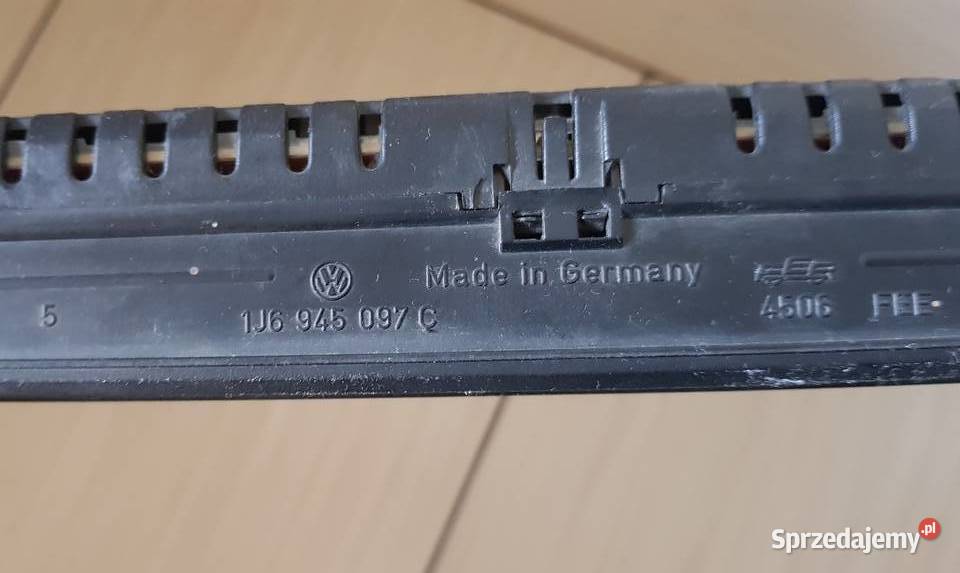 Made in Germany
5 1J6 945 097 C 4506 FEE
Sprzedajemy.pl